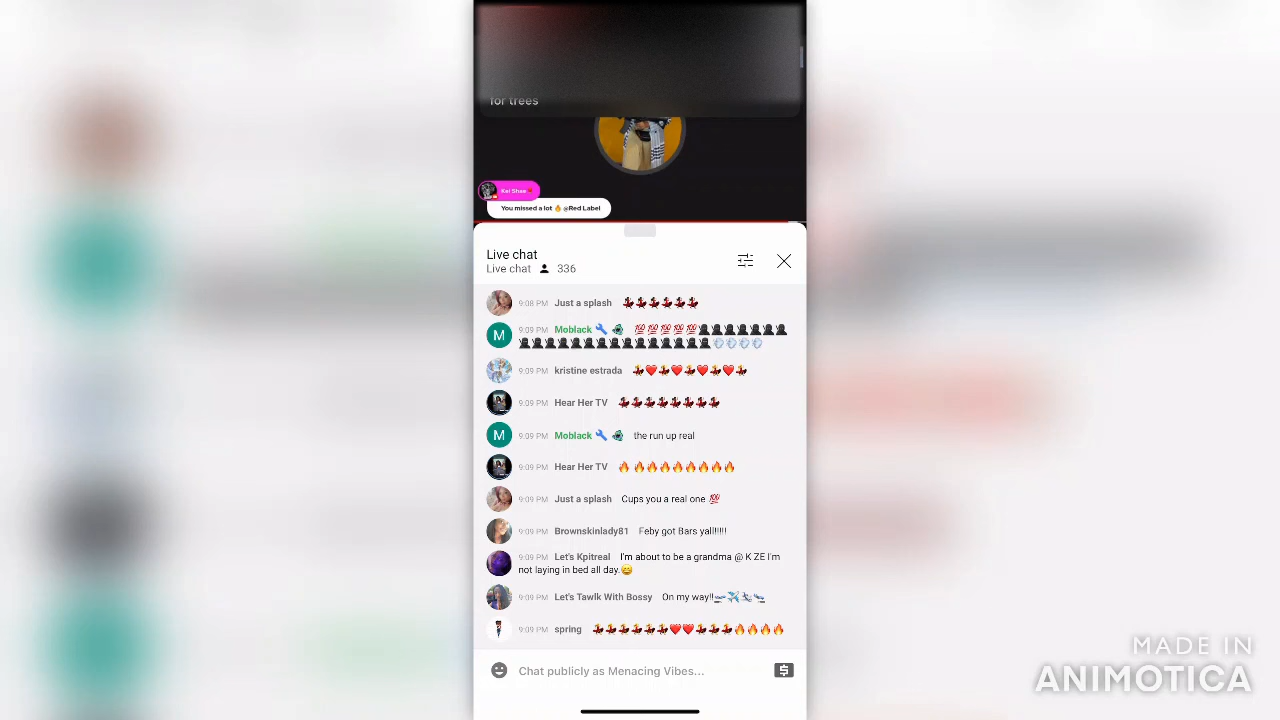 for trees
Kei Shae
You missed a lot 🔥 @Red Label
Live chat
Live chat 336
9:08 PM Just a splash 💃💃💃💃💃💃
M 9:09 PM Moblack 🔧 💯💯💯💯💯
9:09 PM kristine estrada 💃❤️💃❤️💃❤️💃❤️💃
9:09 PM Hear Her TV 💃💃💃💃💃💃💃💃
M 9:09 PM Moblack 🔧 the run up real
9:09 PM Hear Her TV 🔥 🔥🔥🔥🔥🔥🔥🔥🔥
9:09 PM Just a splash Cups you a real one 💯
9:09 PM Brownskinlady81 Feby got Bars yall!!!!!
9:09 PM Let's Kpitreal I'm about to be a grandma @ K ZE I'm
not laying in bed all day.😄
9:09 PM Let's Tawlk With Bossy On my way!!🛫✈️
9:09 PM spring 💃💃💃💃💃💃❤️❤️💃💃💃🔥🔥🔥🔥
Chat publicly as Menacing Vibes...
MADE IN
ANIMOTICA